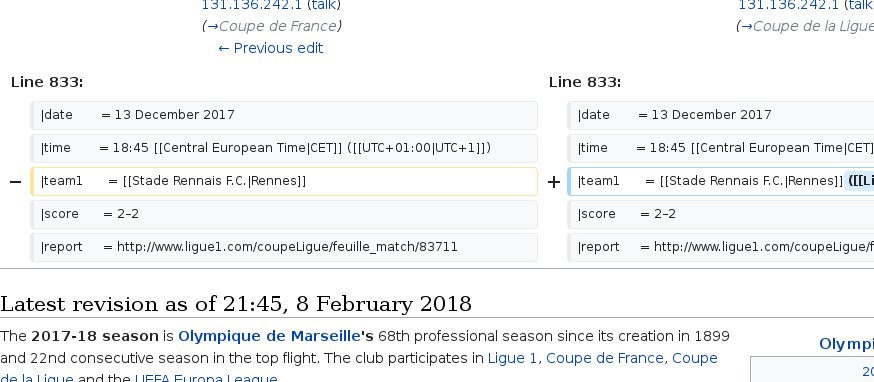 131.136.242.1 (talk)
(→Coupe de France)
← Previous edit
131.136.242.1 (talk
(→Coupe de la Ligue
Line 833:
|date = 13 December 2017
|time = 18:45 [[Central European Time|CET]] ([[UTC+01:00|UTC+1]])
− |team1 = [[Stade Rennais F.C.|Rennes]]
|score = 2–2
|report = http://www.ligue1.com/coupeLigue/feuille_match/83711
Line 833:
|date = 13 December 2017
|time = 18:45 [[Central European Time|CET]
+ |team1 = [[Stade Rennais F.C.|Rennes]] ([[Li
|score = 2–2
|report = http://www.ligue1.com/coupeLigue/f
Latest revision as of 21:45, 8 February 2018
The 2017-18 season is Olympique de Marseille's 68th professional season since its creation in 1899
and 22nd consecutive season in the top flight. The club participates in Ligue 1, Coupe de France, Coupe
de la Ligue and the UEFA Europa League.
Olympi
20